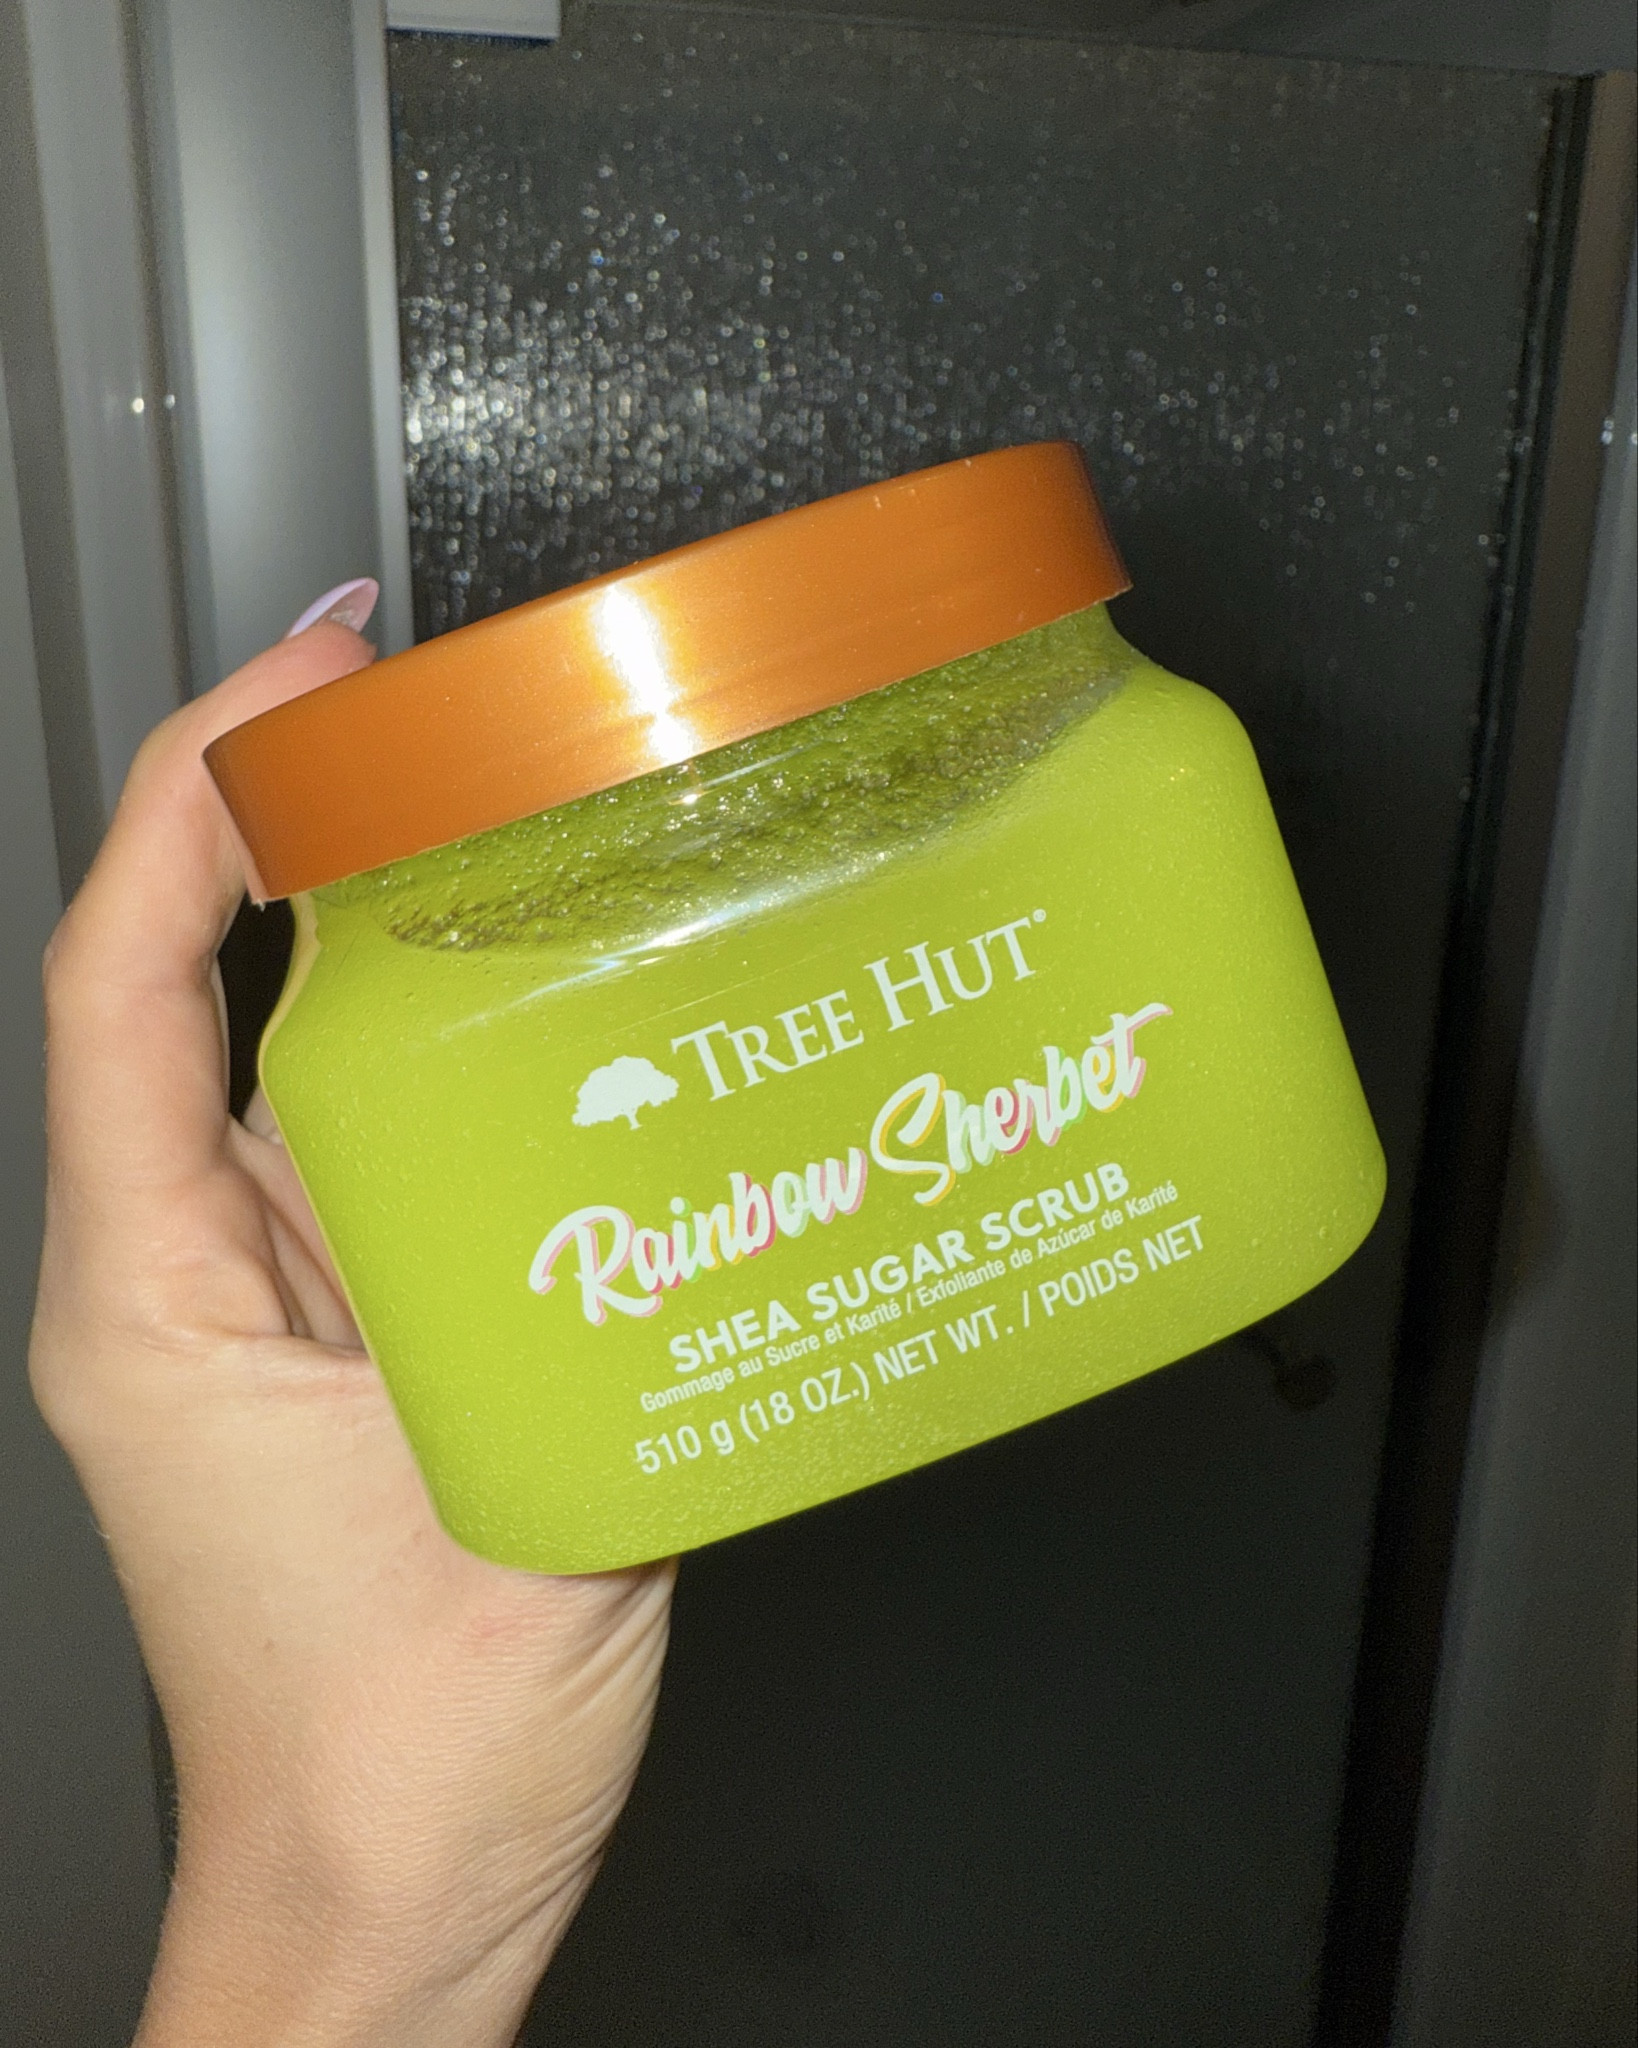 TREE HUT®
Rainbow Sherbet
SHEA SUGAR SCRUB
Gommage au Sucre et Karité / Exfoliante de Azúcar de Karité
510 g (18 OZ.) NET WT. / POIDS NET